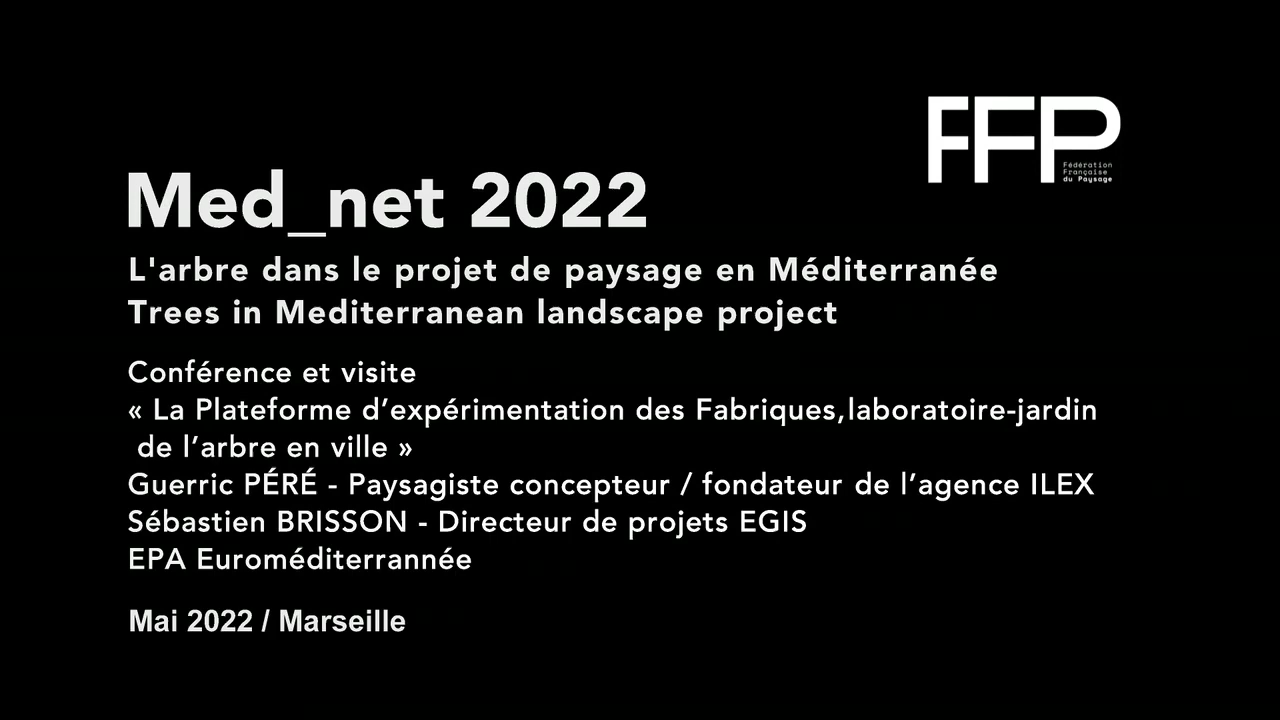 FFP
Fédération
Française
du Paysage
Med_net 2022
L'arbre dans le projet de paysage en Méditerranée
Trees in Mediterranean landscape project
Conférence et visite
« La Plateforme d’expérimentation des Fabriques,laboratoire-jardin
de l’arbre en ville »
Guerric PÉRÉ - Paysagiste concepteur / fondateur de l’agence ILEX
Sébastien BRISSON - Directeur de projets EGIS
EPA Euroméditerrannée
Mai 2022 / Marseille